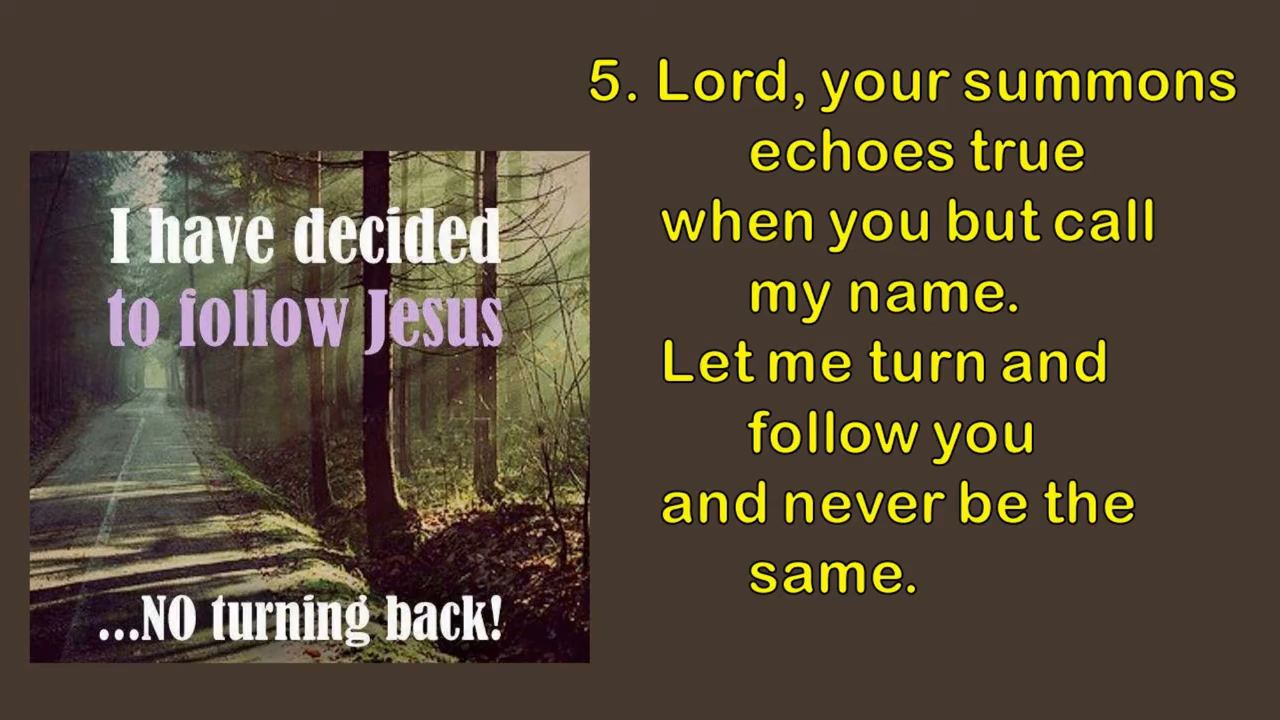 I have decided
to follow Jesus
...NO turning back!
5. Lord, your summons
echoes true
when you but call
my name.
Let me turn and
follow you
and never be the
same.